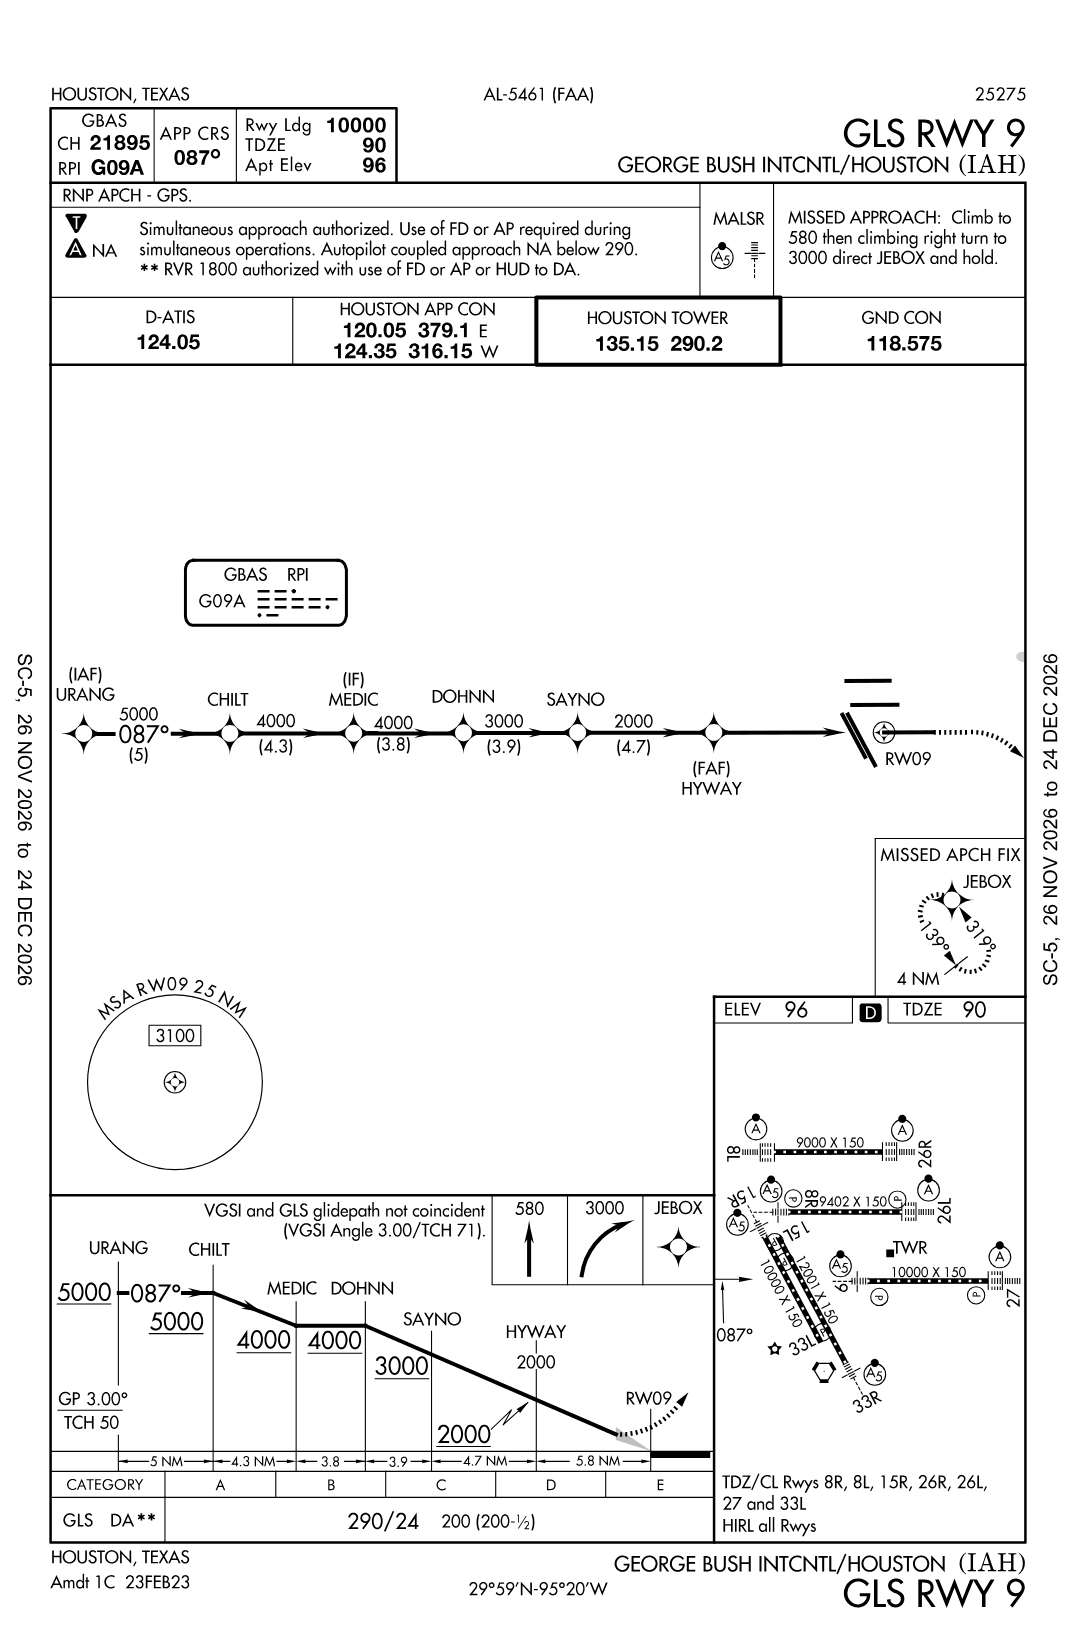 HOUSTON, TEXAS
AL-5461 (FAA)
25275
GBAS
CH 21895
RPI G09A
APP CRS
087°
Rwy Ldg 10000
TDZE 90
Apt Elev 96
GLS RWY 9
GEORGE BUSH INTCNTL/HOUSTON (IAH)
RNP APCH - GPS.
T
A NA
Simultaneous approach authorized. Use of FD or AP required during
simultaneous operations. Autopilot coupled approach NA below 290.
** RVR 1800 authorized with use of FD or AP or HUD to DA.
MALSR
A5
MISSED APPROACH: Climb to
580 then climbing right turn to
3000 direct JEBOX and hold.
D-ATIS
124.05
HOUSTON APP CON
120.05 379.1 E
124.35 316.15 W
HOUSTON TOWER
135.15 290.2
GND CON
118.575
GBAS RPI
G09A
SC-5, 26 NOV 2026 to 24 DEC 2026
SC-5, 26 NOV 2026 to 24 DEC 2026
(IAF)
URANG
5000
087°
(5)
CHILT
4000
(4.3)
(IF)
MEDIC
4000
(3.8)
DOHNN
3000
(3.9)
SAYNO
2000
(4.7)
(FAF)
HYWAY
RW09
MISSED APCH FIX
JEBOX
139°
319°
4 NM
MSA RW09 25 NM
3100
ELEV 96
D
TDZE 90
A
A
8L
9000 X 150
26R
15R
A5
P
8R
9402 X 150
P
A
26L
A5
15L
P
P
10000 X 150
12001 X 150
P
33L
33R
A5
TWR
A5
9
10000 X 150
P
P
A
27
087°
TDZ/CL Rwys 8R, 8L, 15R, 26R, 26L,
27 and 33L
HIRL all Rwys
VGSI and GLS glidepath not coincident
(VGSI Angle 3.00/TCH 71).
580
3000
JEBOX
URANG
CHILT
MEDIC
DOHNN
SAYNO
HYWAY
2000
RW09
5000
087°
5000
4000
4000
3000
2000
GP 3.00°
TCH 50
5 NM
4.3 NM
3.8
3.9
4.7 NM
5.8 NM
CATEGORY A B C D E
GLS DA** 290/24 200 (200-½)
HOUSTON, TEXAS
Amdt 1C 23FEB23
29°59'N-95°20'W
GEORGE BUSH INTCNTL/HOUSTON (IAH)
GLS RWY 9